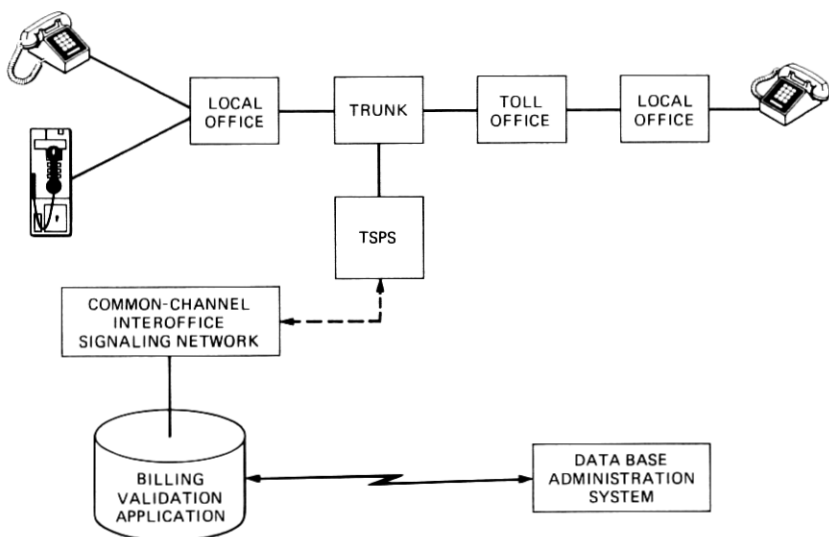 LOCAL
OFFICE
TRUNK
TOLL
OFFICE
LOCAL
OFFICE
TSPS
COMMON-CHANNEL
INTEROFFICE
SIGNALING NETWORK
BILLING
VALIDATION
APPLICATION
DATA BASE
ADMINISTRATION
SYSTEM